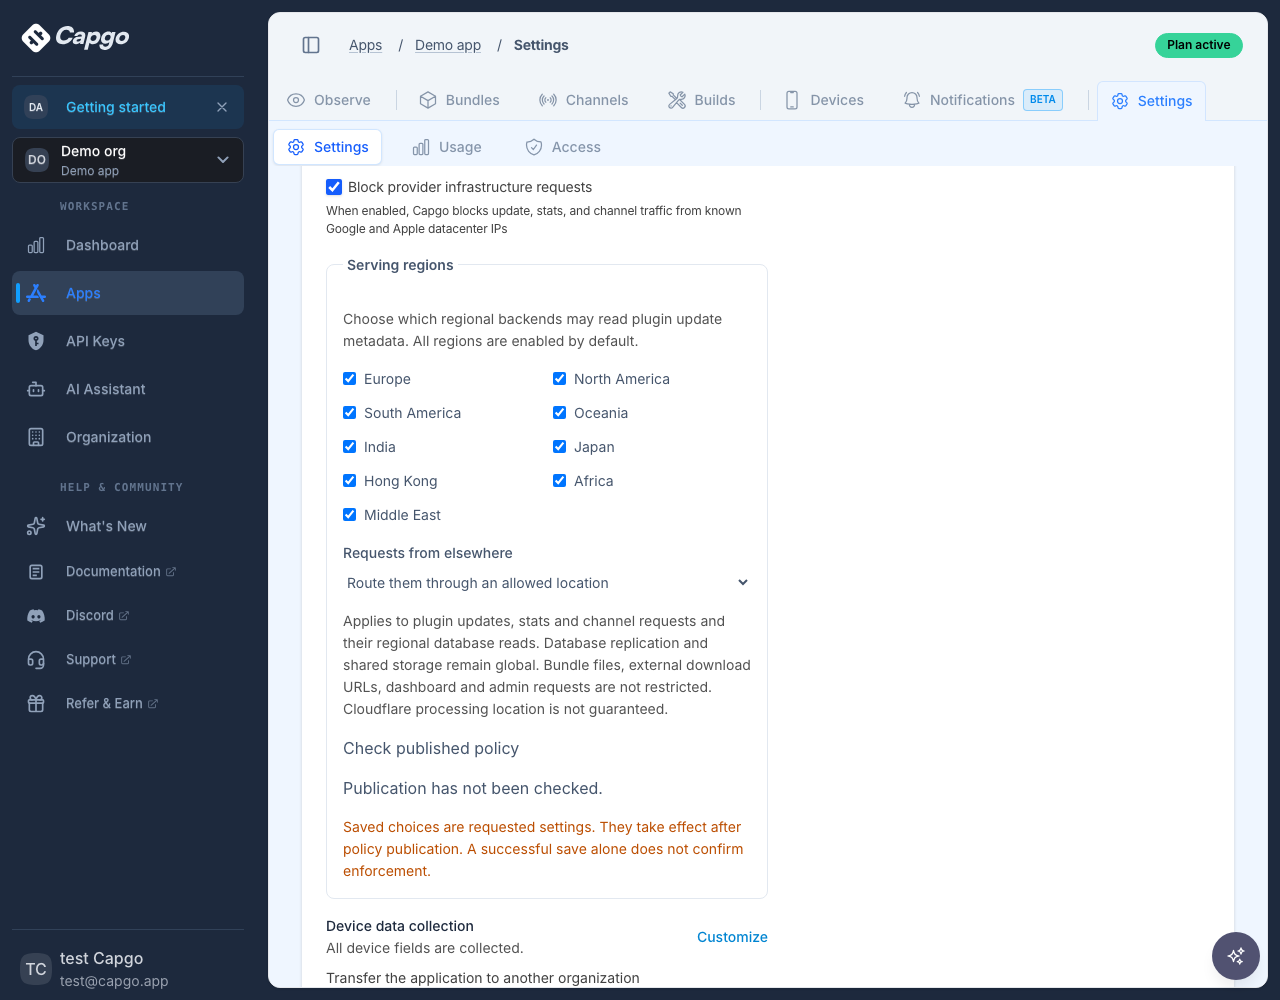 Capgo
DA Getting started
DO Demo org
Demo app
WORKSPACE
Dashboard
Apps
API Keys
AI Assistant
Organization
HELP & COMMUNITY
What's New
Documentation
Discord
Support
Refer & Earn
TC test Capgo
test@capgo.app
Apps / Demo app / Settings
Plan active
Observe Bundles Channels Builds Devices Notifications BETA Settings
Settings Usage Access
Block provider infrastructure requests
When enabled, Capgo blocks update, stats, and channel traffic from known
Google and Apple datacenter IPs
Serving regions
Choose which regional backends may read plugin update
metadata. All regions are enabled by default.
Europe North America
South America Oceania
India Japan
Hong Kong Africa
Middle East
Requests from elsewhere
Route them through an allowed location
Applies to plugin updates, stats and channel requests and
their regional database reads. Database replication and
shared storage remain global. Bundle files, external download
URLs, dashboard and admin requests are not restricted.
Cloudflare processing location is not guaranteed.
Check published policy
Publication has not been checked.
Saved choices are requested settings. They take effect after
policy publication. A successful save alone does not confirm
enforcement.
Device data collection
All device fields are collected.
Customize
Transfer the application to another organization